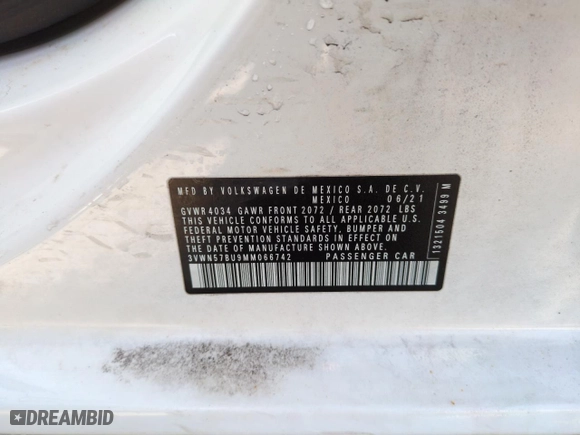 MFD BY VOLKSWAGEN DE MEXICO S.A. DE C.V.
MEXICO 06/21
GVWR 4034 GAWR FRONT 2072 / REAR 2072 LBS
THIS VEHICLE CONFORMS TO ALL APPLICABLE U.S.
FEDERAL MOTOR VEHICLE SAFETY, BUMPER AND
THEFT PREVENTION STANDARDS IN EFFECT ON
THE DATE OF MANUFACTURE SHOWN ABOVE.
3VWN57BU9MM066742 PASSENGER CAR
1321504 3499 M
DREAMBID